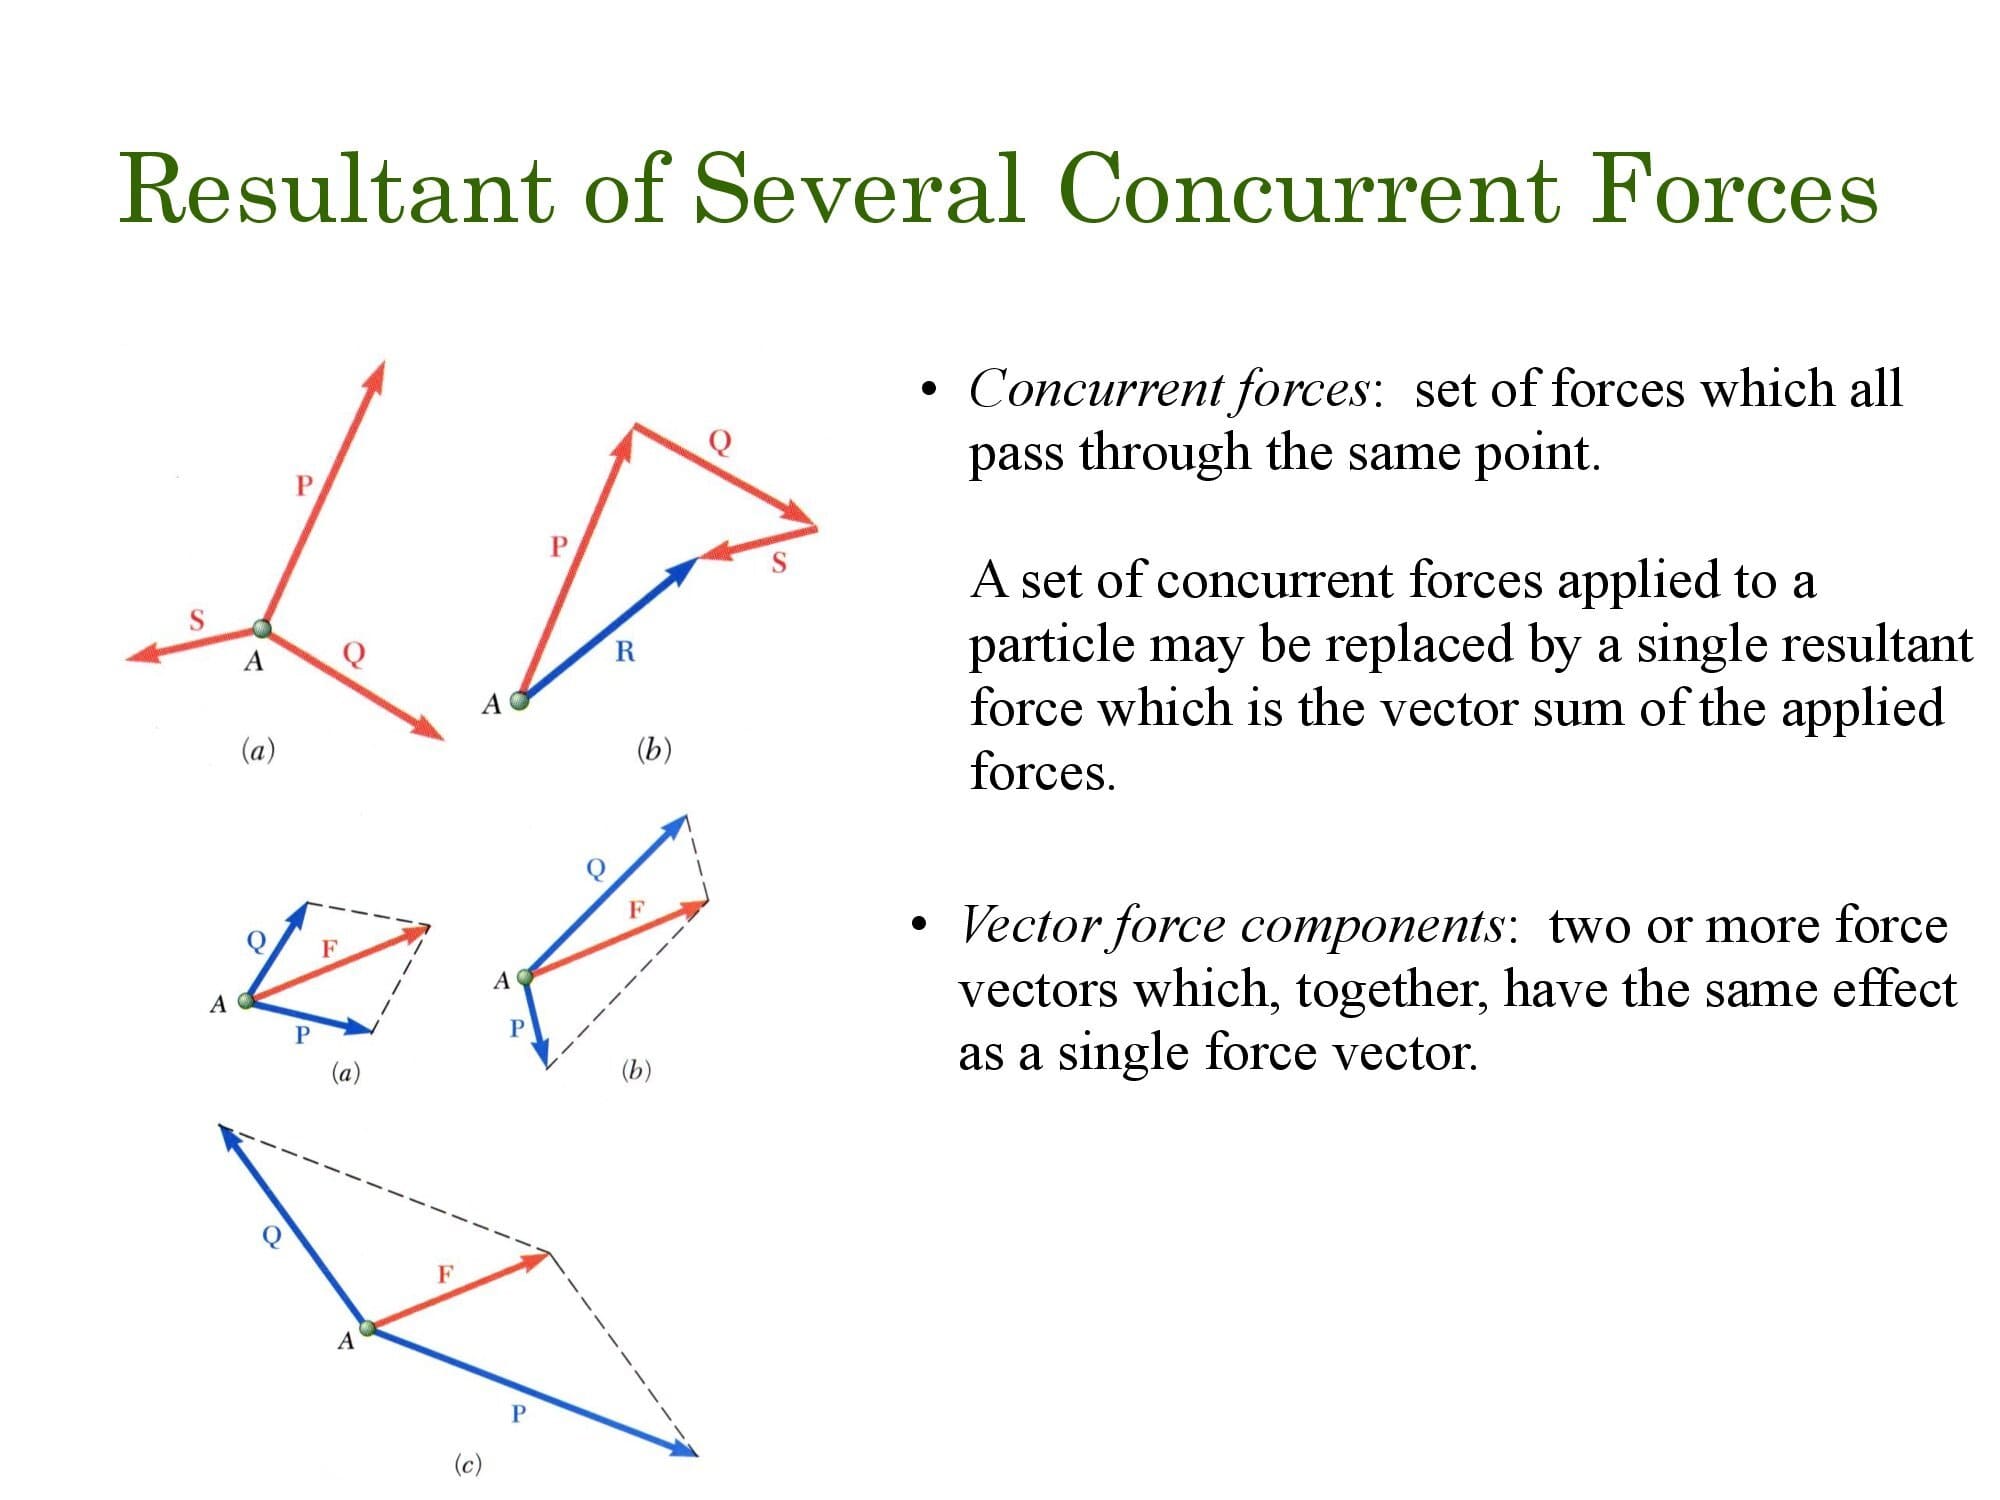 Resultant of Several Concurrent Forces
P
S
Q
A
(a)
Q
P
S
R
A
(b)
• Concurrent forces: set of forces which all
pass through the same point.
A set of concurrent forces applied to a
particle may be replaced by a single resultant
force which is the vector sum of the applied
forces.
Q
F
A
P
(a)
Q
F
A
P
(b)
• Vector force components: two or more force
vectors which, together, have the same effect
as a single force vector.
Q
F
A
P
(c)